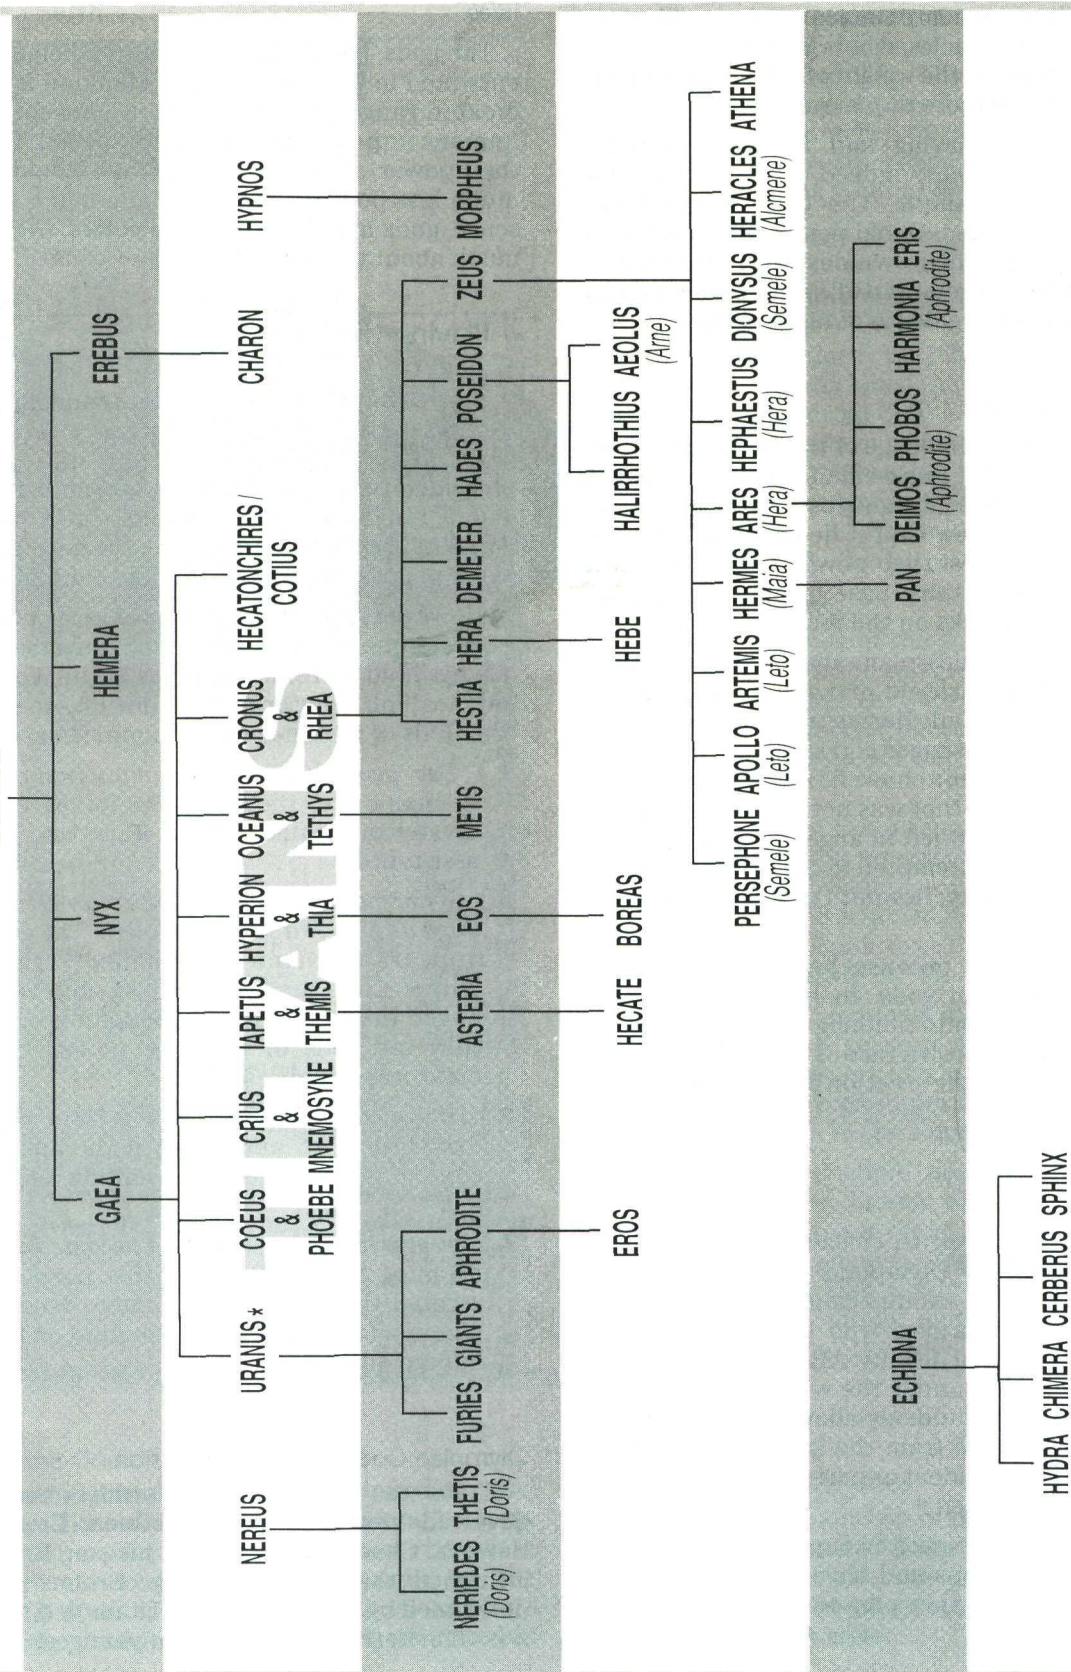 GAEA NYX HEMERA EREBUS
TITANS
NEREUS URANUS* COEUS CRIUS IAPETUS HYPERION OCEANUS CRONUS HECATONCHIRES / CHARON HYPNOS
& & & & & & COTIUS
PHOEBE MNEMOSYNE THEMIS THIA TETHYS RHEA
NERIEDES THETIS FURIES GIANTS APHRODITE ASTERIA EOS METIS HESTIA HERA DEMETER HADES POSEIDON ZEUS MORPHEUS
(Doris) (Doris)
EROS HECATE BOREAS HEBE HALIRRHOTHIUS AEOLUS
(Arne)
PERSEPHONE APOLLO ARTEMIS HERMES ARES HEPHAESTUS DIONYSUS HERACLES ATHENA
(Semele) (Leto) (Leto) (Maia) (Hera) (Hera) (Semele) (Alcmene)
ECHIDNA PAN DEIMOS PHOBOS HARMONIA ERIS
(Aphrodite) (Aphrodite)
HYDRA CHIMERA CERBERUS SPHINX